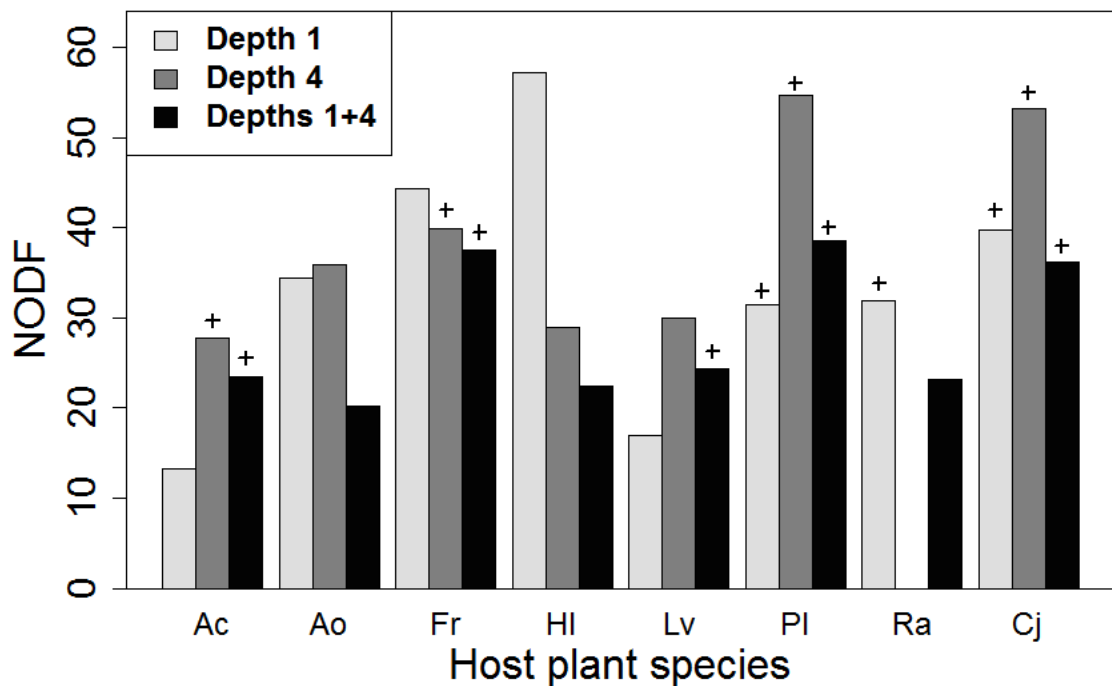 Depth 1
Depth 4
Depths 1+4
NODF
60
50
40
30
20
10
0
+ + + + + + + + + + + + +
Ac Ao Fr Hl Lv Pl Ra Cj
Host plant species